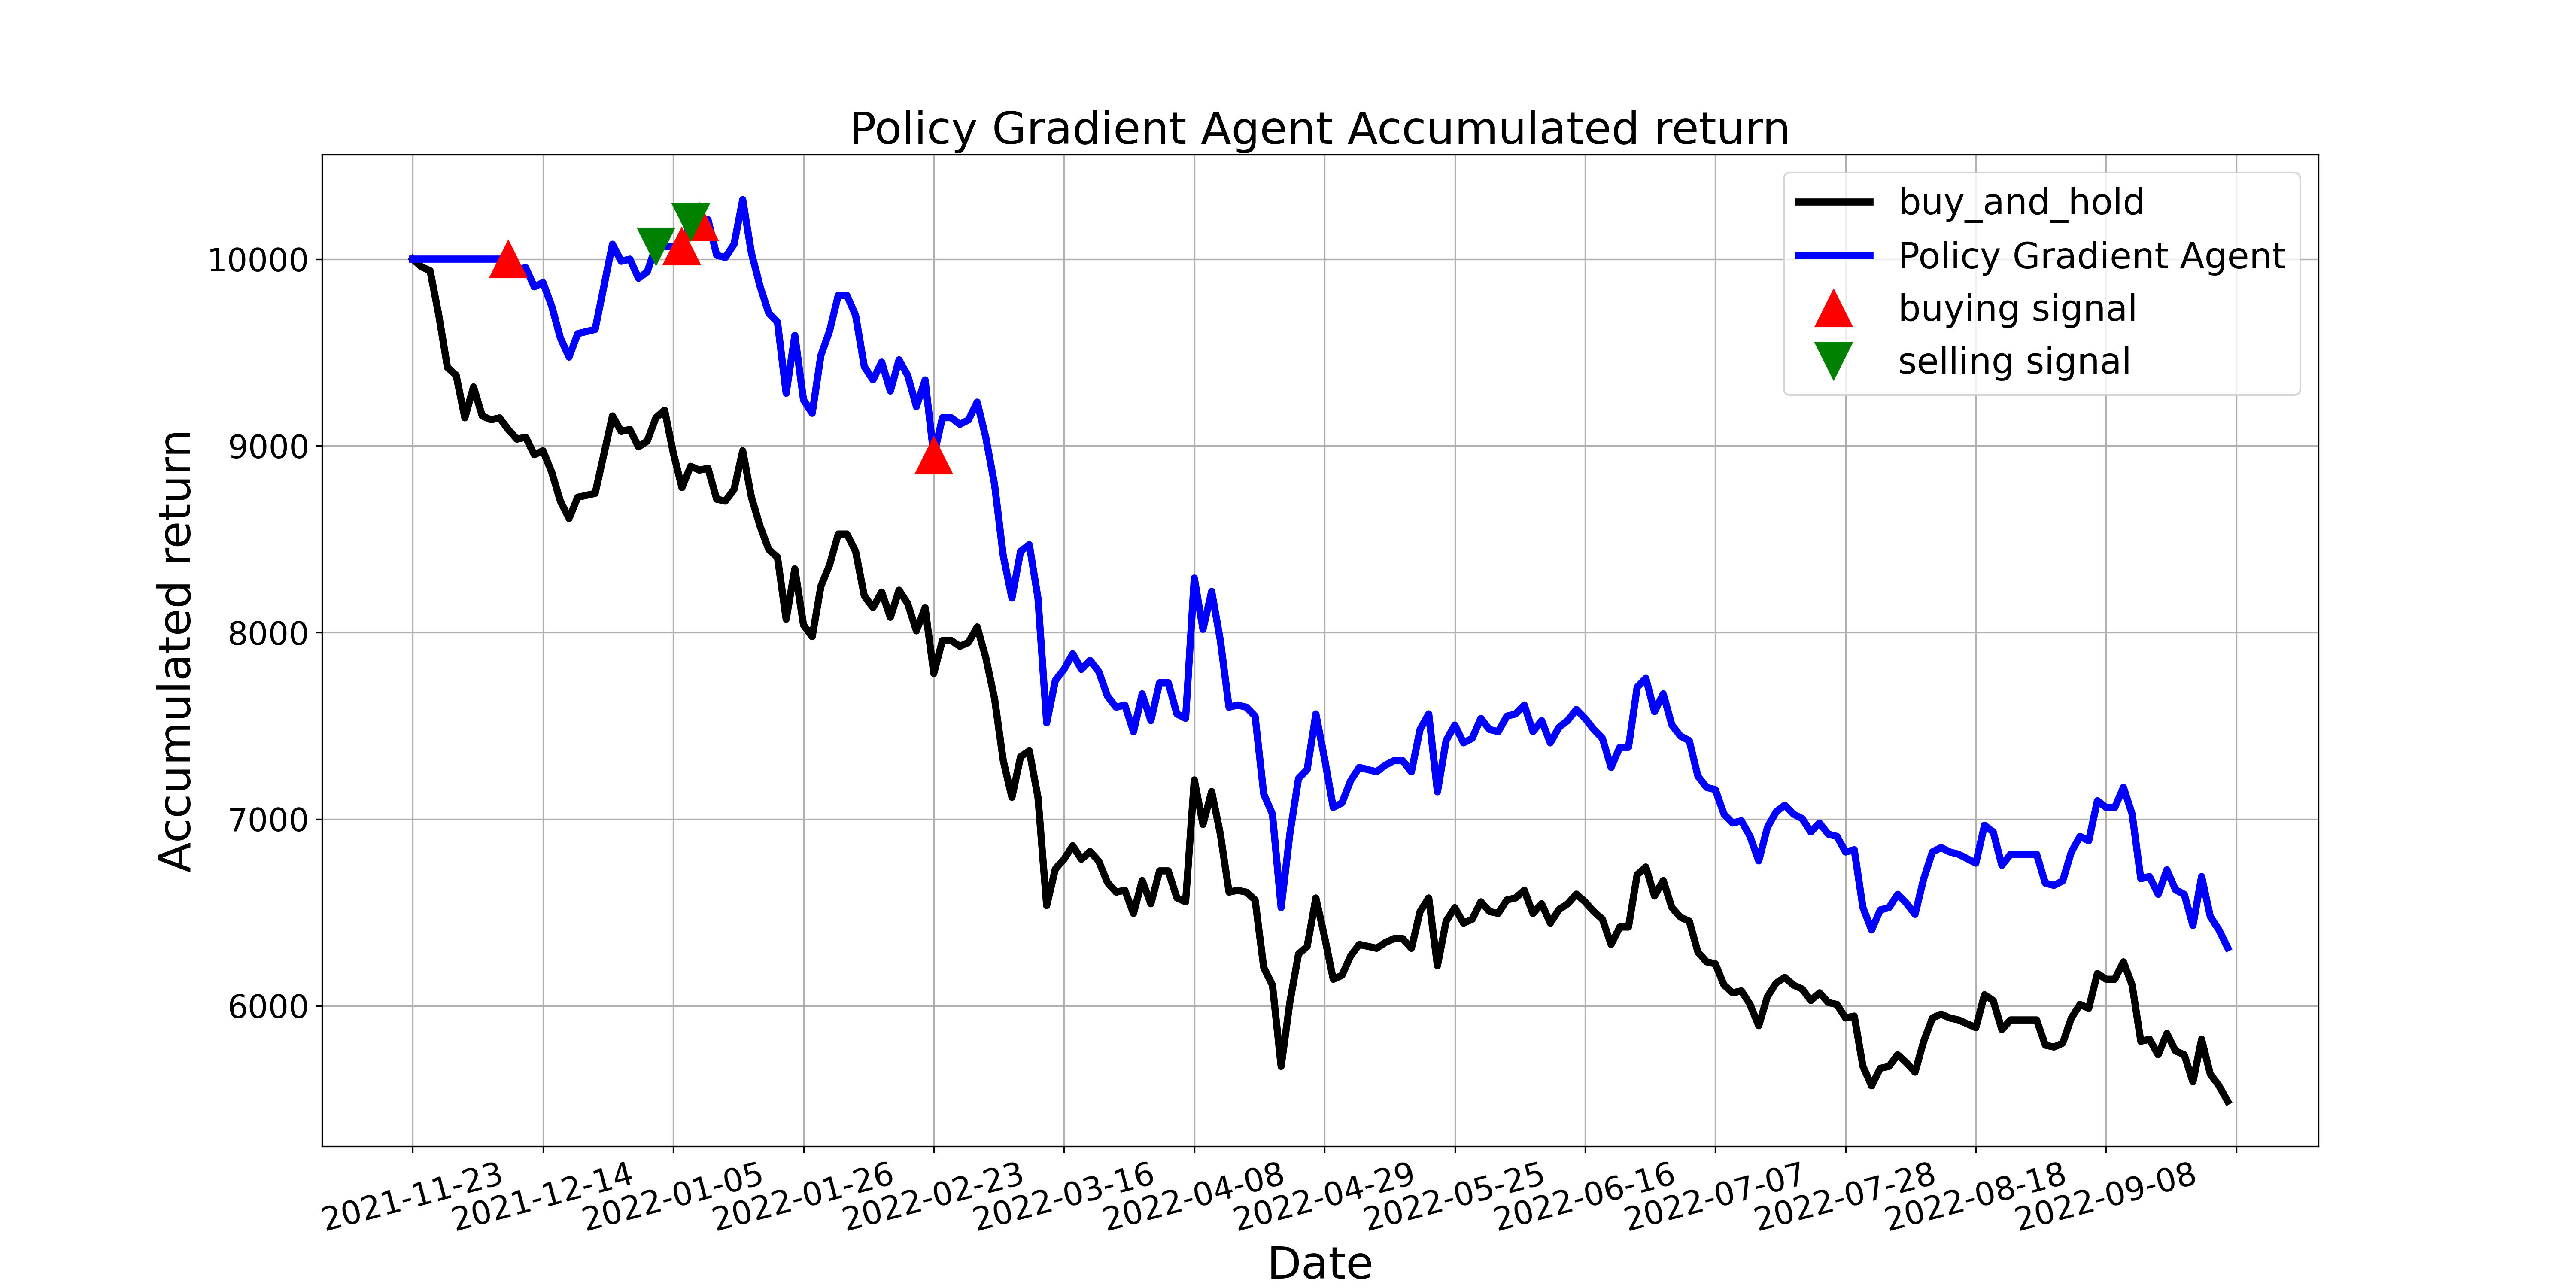 Policy Gradient Agent Accumulated return
buy_and_hold
Policy Gradient Agent
buying signal
selling signal
Accumulated return
10000
9000
8000
7000
6000
2021-11-23
2021-12-14
2022-01-05
2022-01-26
2022-02-23
2022-03-16
2022-04-08
2022-04-29
2022-05-25
2022-06-16
2022-07-07
2022-07-28
2022-08-18
2022-09-08
Date